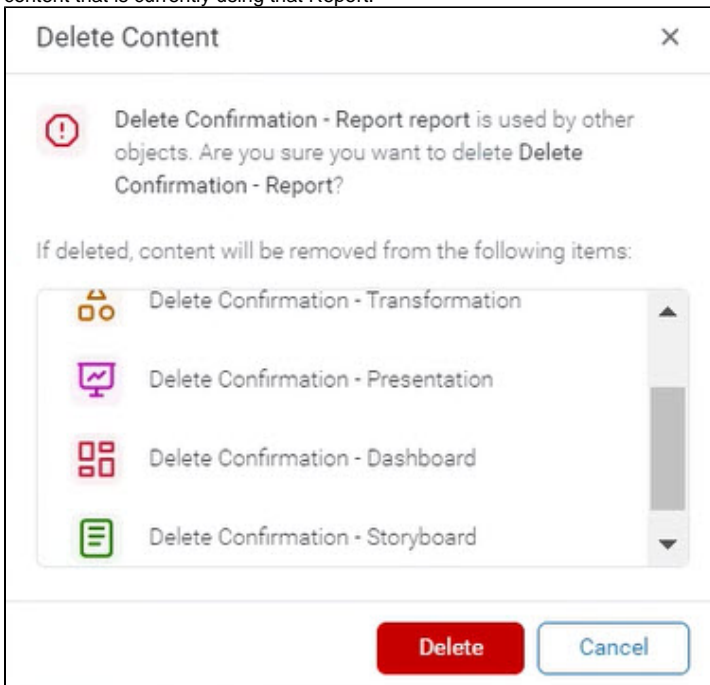 content that is currently using that Report.
Delete Content
Delete Confirmation - Report report is used by other
objects. Are you sure you want to delete Delete
Confirmation - Report?
If deleted, content will be removed from the following items:
Delete Confirmation - Transformation
Delete Confirmation - Presentation
Delete Confirmation - Dashboard
Delete Confirmation - Storyboard
Delete
Cancel